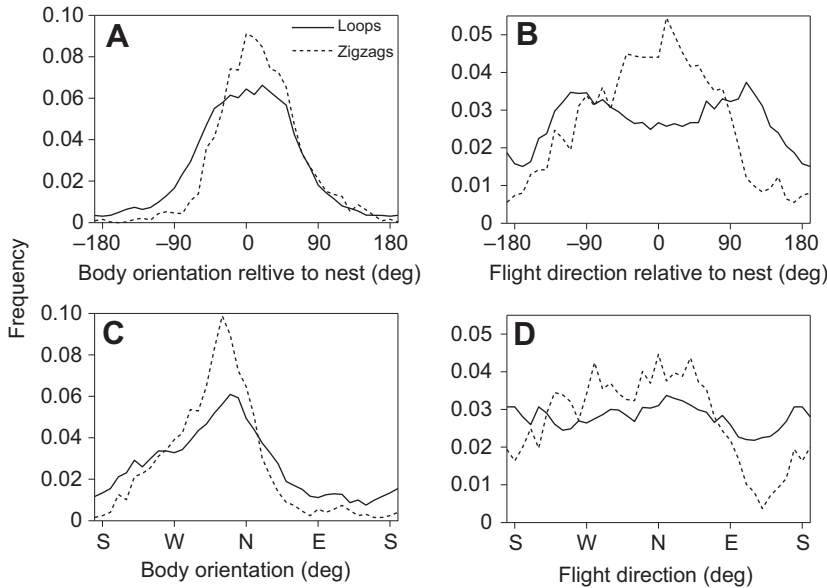 A
Loops
Zigzags
0.10
0.08
0.06
0.04
0.02
0
−180 −90 0 90 180
Body orientation reltive to nest (deg)
B
0.05
0.04
0.03
0.02
0.01
0
−180 −90 0 90 180
Flight direction relative to nest (deg)
Frequency
C
0.10
0.08
0.06
0.04
0.02
0
S W N E S
Body orientation (deg)
D
0.05
0.04
0.03
0.02
0.01
0
S W N E S
Flight direction (deg)